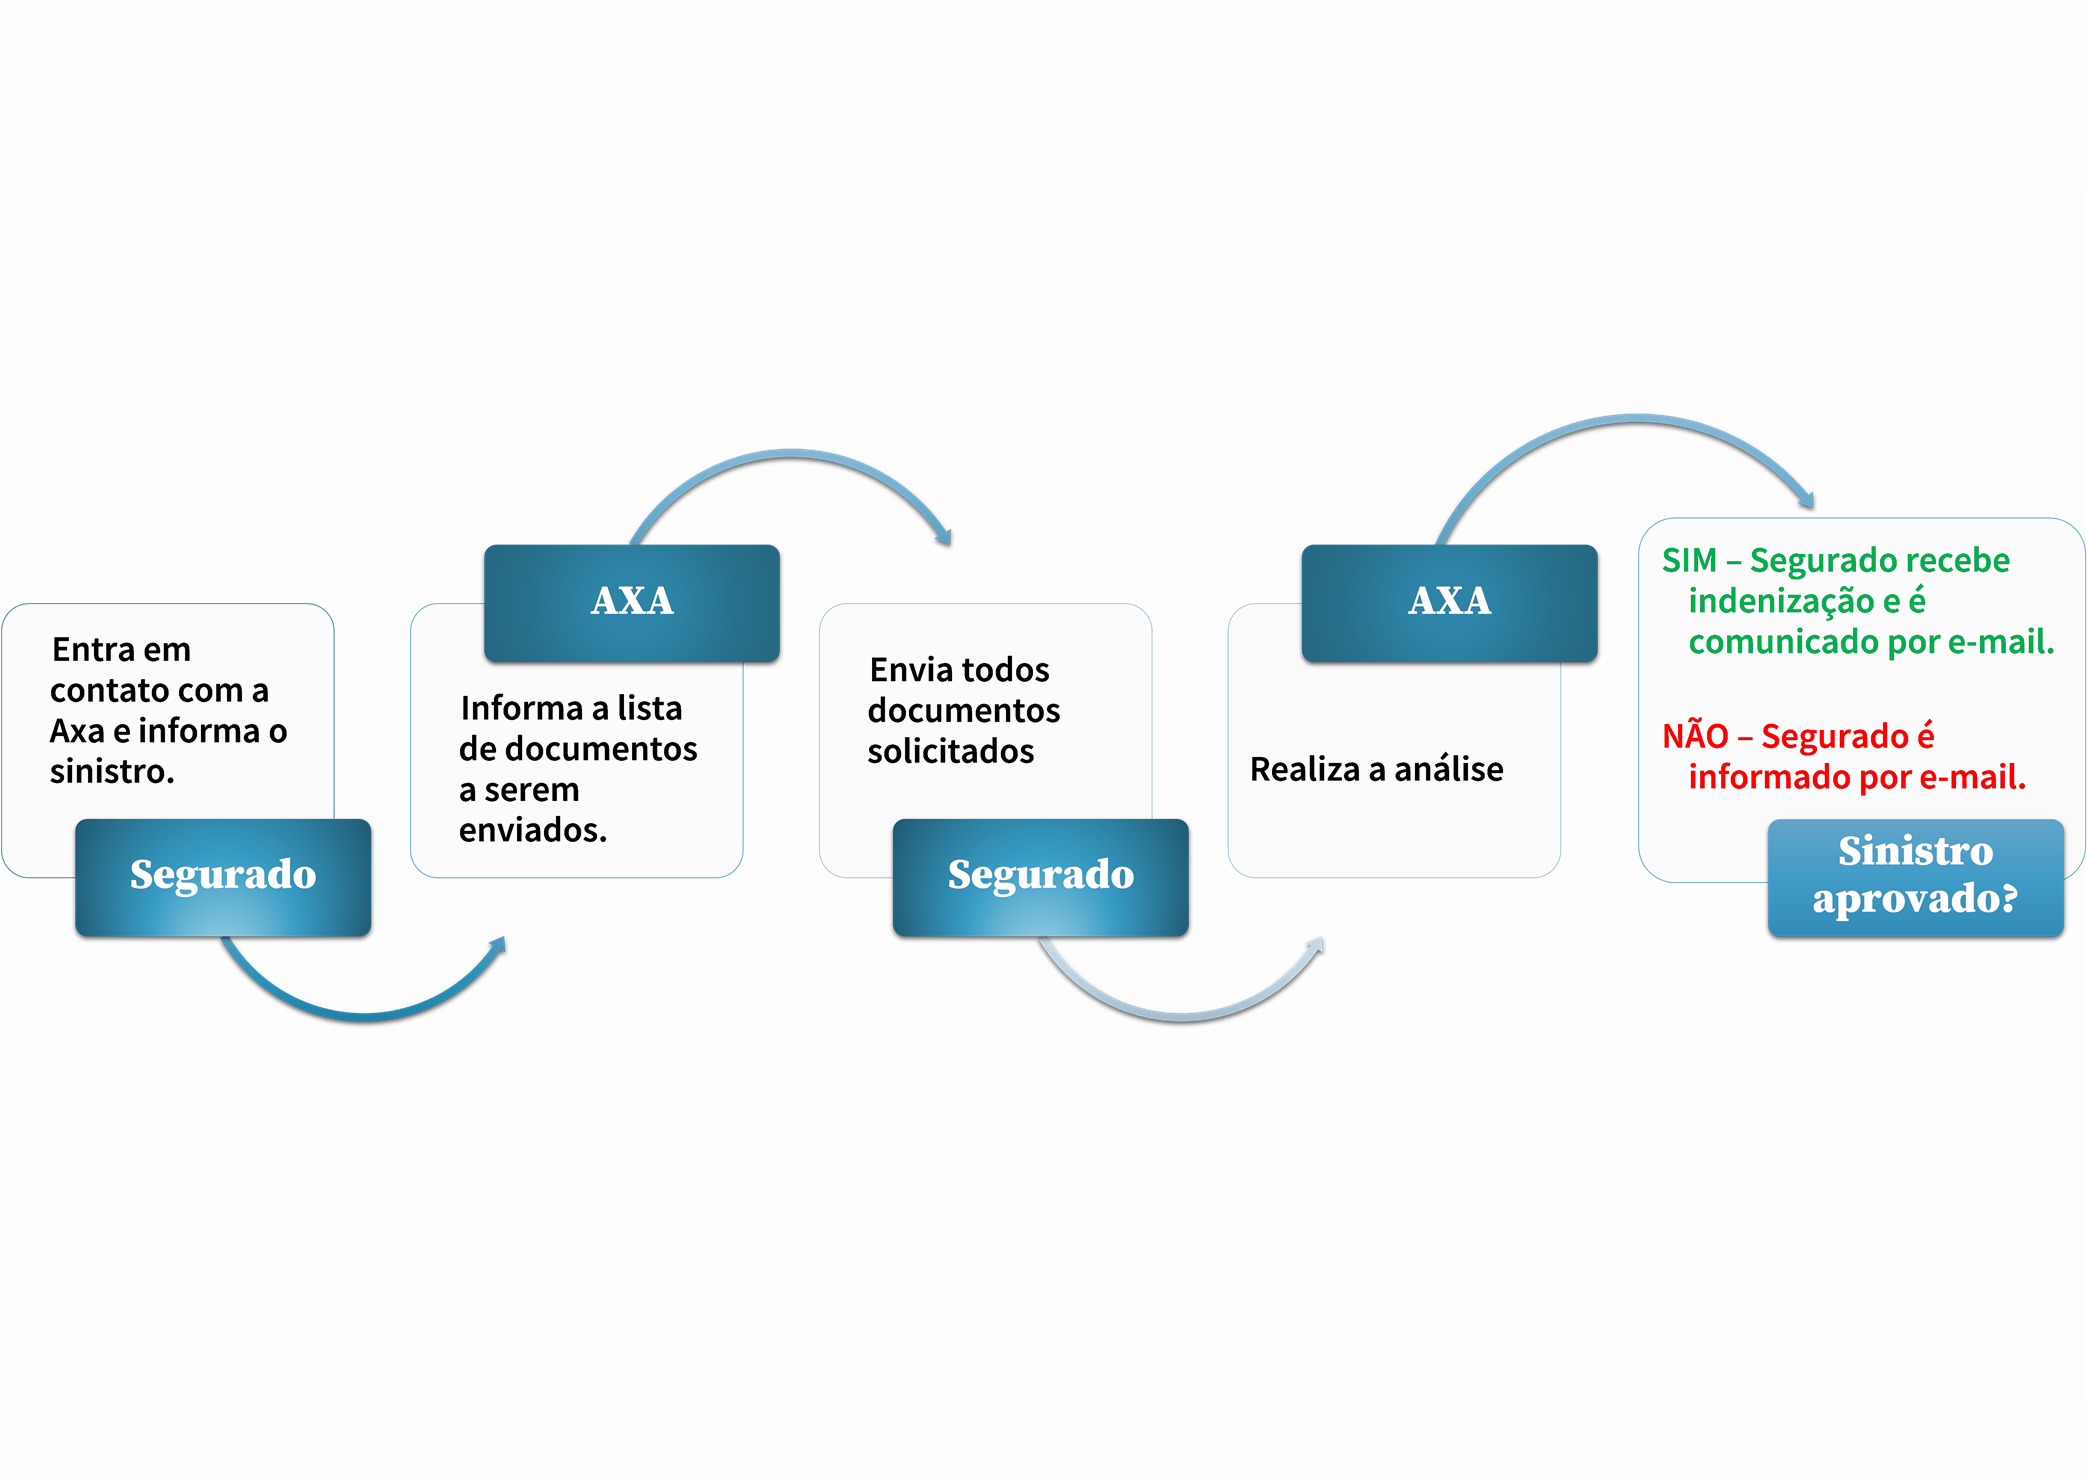 Entra em
contato com a
Axa e informa o
sinistro.
Segurado
AXA
Informa a lista
de documentos
a serem
enviados.
Envia todos
documentos
solicitados
Segurado
AXA
Realiza a análise
SIM – Segurado recebe
indenização e é
comunicado por e-mail.
NÃO – Segurado é
informado por e-mail.
Sinistro
aprovado?